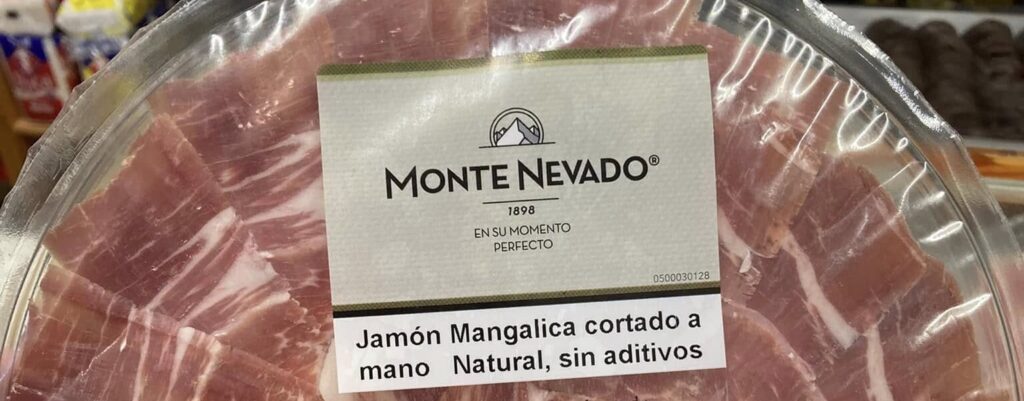 MONTE NEVADO®
1898
EN SU MOMENTO
PERFECTO
0500030128
Jamón Mangalica cortado a
mano Natural, sin aditivos